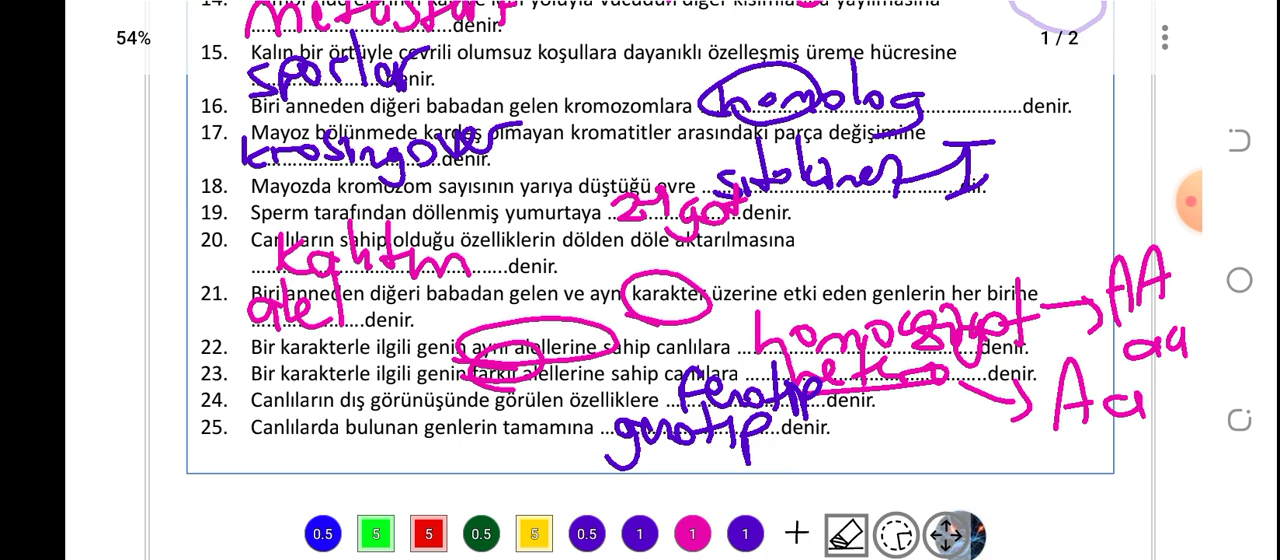 metastaz
....................................denir.
54%
1 / 2
15. Kalın bir örtüyle çevrili olumsuz koşullara dayanıklı özelleşmiş üreme hücresine
sporlar denir.
16. Biri anneden diğeri babadan gelen kromozomlara homolog ....................denir.
17. Mayoz bölünmede kardeş olmayan kromatitler arasındaki parça değişimine
krosingover denir.
18. Mayozda kromozom sayısının yarıya düştüğü evre ... sitokinez I
19. Sperm tarafından döllenmiş yumurtaya ... zigot denir.
20. Canlıların sahip olduğu özelliklerin dölden döle aktarılmasına
kalıtım ......denir.
21. Biri anneden diğeri babadan gelen ve aynı karakter üzerine etki eden genlerin her birine
alel ......denir.
22. Bir karakterle ilgili genin aynı alellerine sahip canlılara ... homozigot denir. → AA
aa
23. Bir karakterle ilgili genin farklı alellerine sahip canlılara ... hetero ......denir. → Aa
24. Canlıların dış görünüşünde görülen özelliklere ... fenotip denir.
25. Canlılarda bulunan genlerin tamamına ... genotip denir.
0.5 5 5 0.5 5 0.5 1 1 1